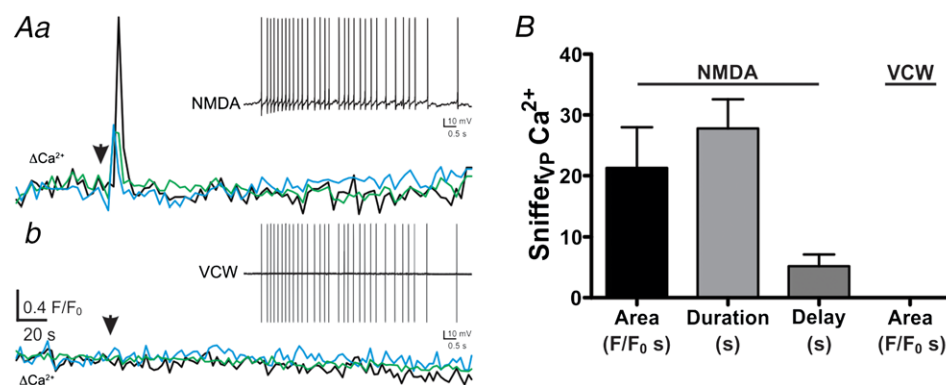 Aa
NMDA
10 mV
0.5 s
ΔCa²⁺
b
VCW
0.4 F/F₀
20 s
10 mV
0.5 s
ΔCa²⁺
B
Sniffer_VP Ca²⁺
40
30
20
10
0
NMDA
VCW
Area Duration Delay Area
(F/F₀ s) (s) (s) (F/F₀ s)